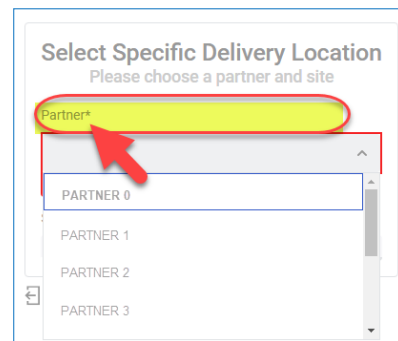 Select Specific Delivery Location
Please choose a partner and site
Partner*
PARTNER 0
PARTNER 1
PARTNER 2
PARTNER 3